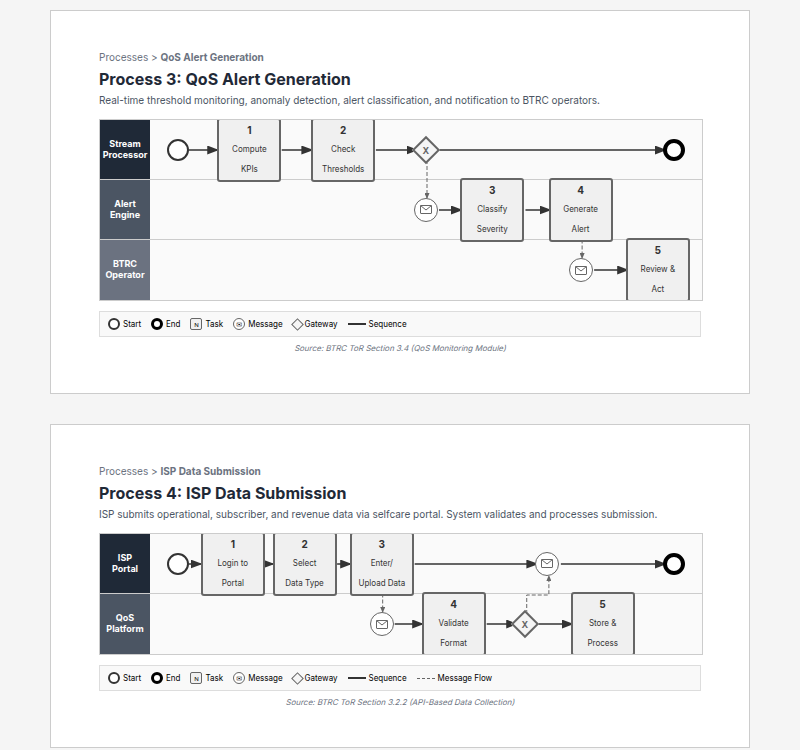 Processes > QoS Alert Generation
Process 3: QoS Alert Generation
Real-time threshold monitoring, anomaly detection, alert classification, and notification to BTRC operators.
Stream
Processor
1
Compute
KPIs
2
Check
Thresholds
X
Alert
Engine
3
Classify
Severity
4
Generate
Alert
BTRC
Operator
5
Review &
Act
Start End N Task Message Gateway Sequence
Source: BTRC ToR Section 3.4 (QoS Monitoring Module)
Processes > ISP Data Submission
Process 4: ISP Data Submission
ISP submits operational, subscriber, and revenue data via selfcare portal. System validates and processes submission.
ISP
Portal
1
Login to
Portal
2
Select
Data Type
3
Enter/
Upload Data
QoS
Platform
4
Validate
Format
X
5
Store &
Process
Start End N Task Message Gateway Sequence Message Flow
Source: BTRC ToR Section 3.2.2 (API-Based Data Collection)